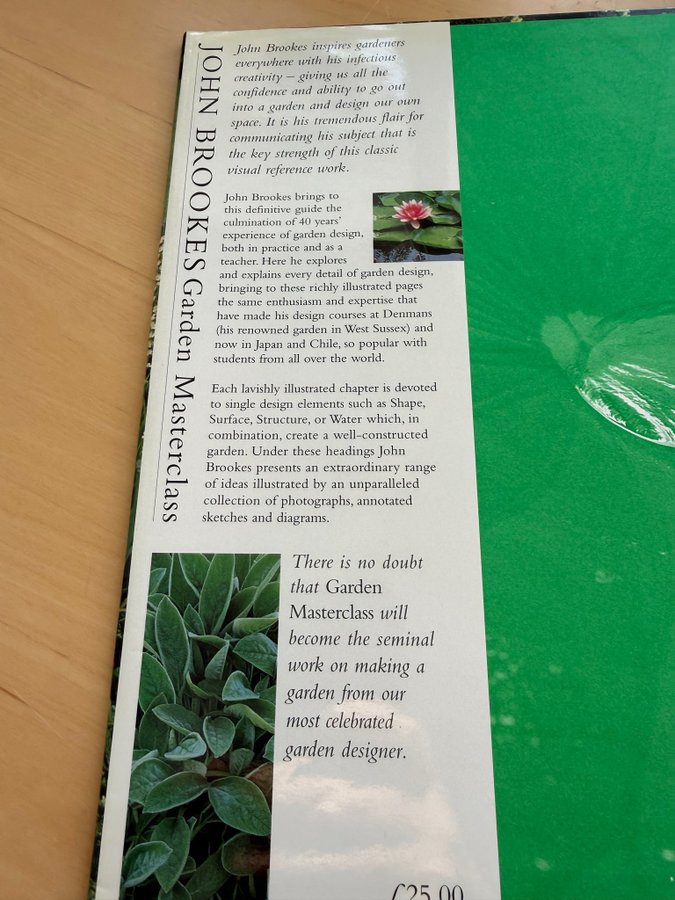 JOHN BROOKES Garden Masterclass
John Brookes inspires gardeners
everywhere with his infectious
creativity – giving us all the
confidence and ability to go out
into a garden and design our own
space. It is his tremendous flair for
communicating his subject that is
the key strength of this classic
visual reference work.
John Brookes brings to
this definitive guide the
culmination of 40 years'
experience of garden design,
both in practice and as a
teacher. Here he explores
and explains every detail of garden design,
bringing to these richly illustrated pages
the same enthusiasm and expertise that
have made his design courses at Denmans
(his renowned garden in West Sussex) and
now in Japan and Chile, so popular with
students from all over the world.
Each lavishly illustrated chapter is devoted
to single design elements such as Shape,
Surface, Structure, or Water which, in
combination, create a well-constructed
garden. Under these headings John
Brookes presents an extraordinary range
of ideas illustrated by an unparalleled
collection of photographs, annotated
sketches and diagrams.
There is no doubt
that Garden
Masterclass will
become the seminal
work on making a
garden from our
most celebrated
garden designer.
£25.00